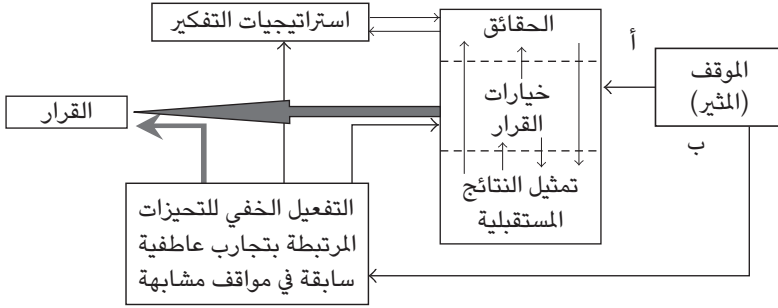 الموقف
(المثير)
أ
ب
الحقائق
خيارات
القرار
تمثيل النتائج
المستقبلية
استراتيجيات التفكير
القرار
التفعيل الخفي للتحيزات
المرتبطة بتجارب عاطفية
سابقة في مواقف مشابهة